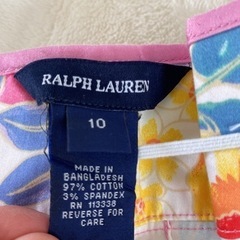 RALPH LAUREN
10
MADE IN
BANGLADESH
97% COTTON
3% SPANDEX
RN 113338
REVERSE FOR
CARE